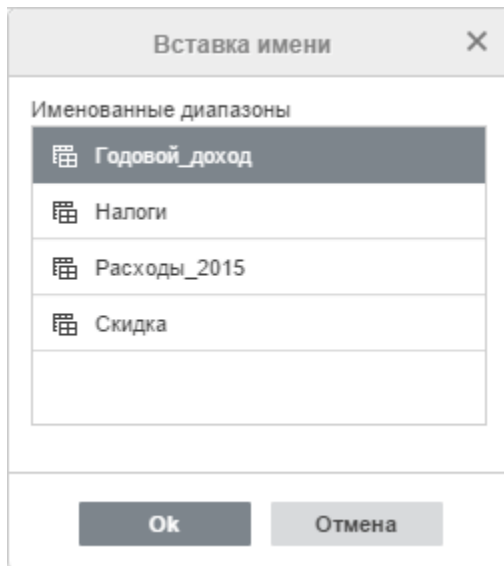 Вставка имени
Именованные диапазоны
Годовой_доход
Налоги
Расходы_2015
Скидка
Ok
Отмена